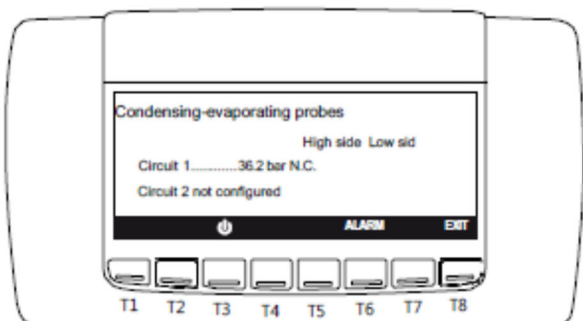 Condensing-evaporating probes
High side Low sid
Circuit 1............36.2 bar N.C.
Circuit 2 not configured
ALARM EXIT
T1 T2 T3 T4 T5 T6 T7 T8